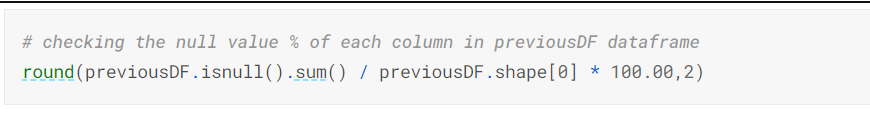 # checking the null value % of each column in previousDF dataframe
round(previousDF.isnull().sum() / previousDF.shape[0] * 100.00,2)